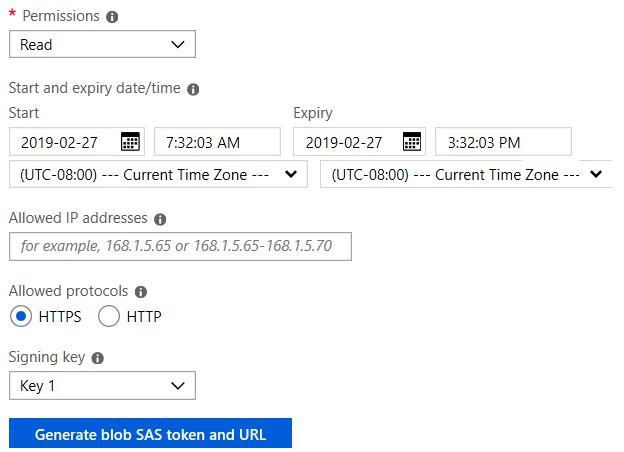 * Permissions
Read
Start and expiry date/time
Start Expiry
2019-02-27 7:32:03 AM 2019-02-27 3:32:03 PM
(UTC-08:00) --- Current Time Zone --- (UTC-08:00) --- Current Time Zone ---
Allowed IP addresses
for example, 168.1.5.65 or 168.1.5.65-168.1.5.70
Allowed protocols
HTTPS HTTP
Signing key
Key 1
Generate blob SAS token and URL